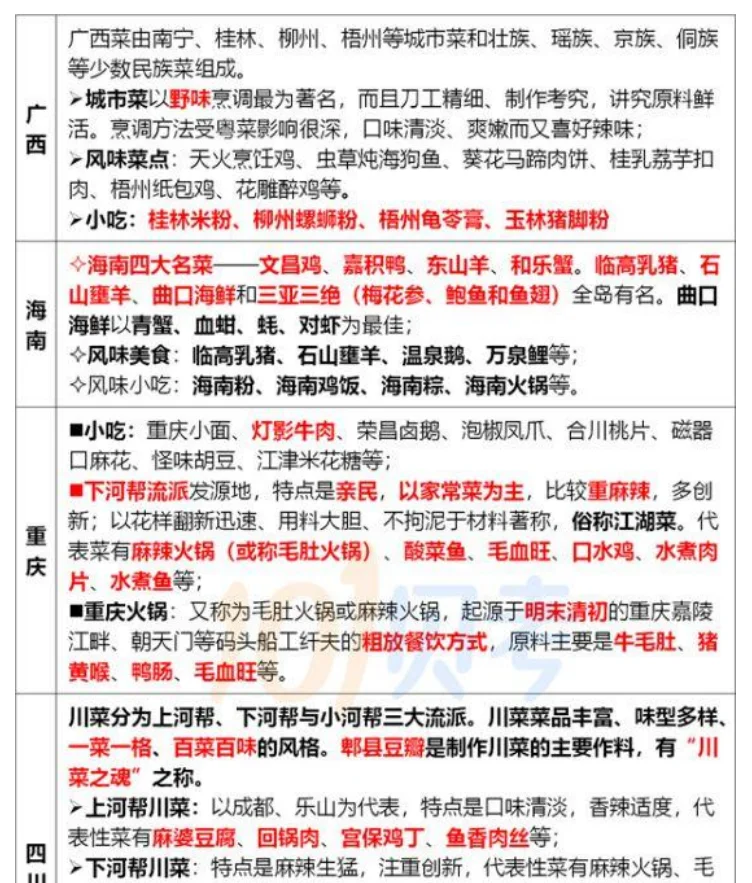 广西
广西菜由南宁、桂林、柳州、梧州等城市菜和壮族、瑶族、京族、侗族
等少数民族菜组成。
➢城市菜以野味烹调最为著名，而且刀工精细、制作考究，讲究原料鲜
活。烹调方法受粤菜影响很深，口味清淡、爽嫩而又喜好辣味；
➢风味菜点：天火烹饪鸡、虫草炖海狗鱼、葵花马蹄肉饼、桂乳荔芋扣
肉、梧州纸包鸡、花雕醉鸡等。
➢小吃：桂林米粉、柳州螺蛳粉、梧州龟苓膏、玉林猪脚粉
海南
✧海南四大名菜——文昌鸡、嘉积鸭、东山羊、和乐蟹。临高乳猪、石
山壅羊、曲口海鲜和三亚三绝（梅花参、鲍鱼和鱼翅）全岛有名。曲口
海鲜以青蟹、血蚶、蚝、对虾为最佳；
✧风味美食：临高乳猪、石山壅羊、温泉鹅、万泉鲤等；
✧风味小吃：海南粉、海南鸡饭、海南粽、海南火锅等。
重庆
■小吃：重庆小面、灯影牛肉、荣昌卤鹅、泡椒凤爪、合川桃片、磁器
口麻花、怪味胡豆、江津米花糖等；
■下河帮流派发源地，特点是亲民，以家常菜为主，比较重麻辣，多创
新；以花样翻新迅速、用料大胆、不拘泥于材料著称，俗称江湖菜。代
表菜有麻辣火锅（或称毛肚火锅）、酸菜鱼、毛血旺、口水鸡、水煮肉
片、水煮鱼等；
■重庆火锅：又称为毛肚火锅或麻辣火锅，起源于明末清初的重庆嘉陵
江畔、朝天门等码头船工纤夫的粗放餐饮方式，原料主要是牛毛肚、猪
黄喉、鸭肠、毛血旺等。
101贝考
四川
川菜分为上河帮、下河帮与小河帮三大流派。川菜菜品丰富、味型多样、
一菜一格、百菜百味的风格。郫县豆瓣是制作川菜的主要作料，有“川
菜之魂”之称。
➢上河帮川菜：以成都、乐山为代表，特点是口味清淡，香辣适度，代
表性菜有麻婆豆腐、回锅肉、宫保鸡丁、鱼香肉丝等；
➢下河帮川菜：特点是麻辣生猛，注重创新，代表性菜有麻辣火锅、毛